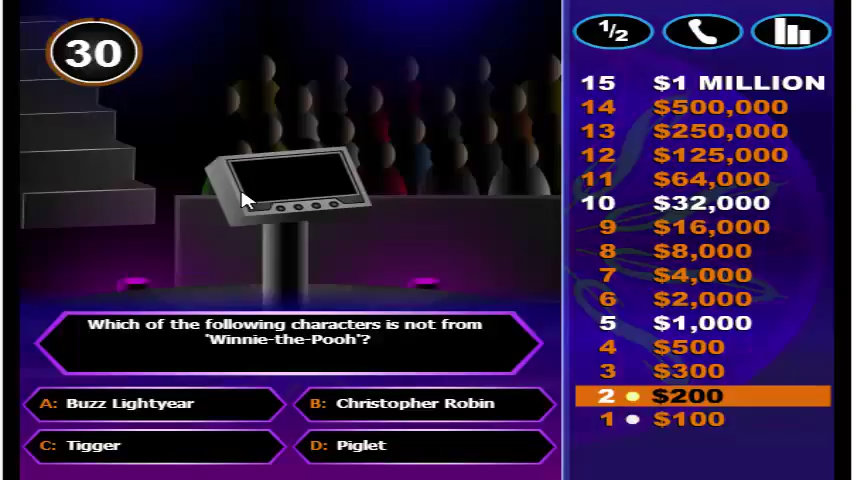 30
1/2
15 $1 MILLION
14 $500,000
13 $250,000
12 $125,000
11 $64,000
10 $32,000
9 $16,000
8 $8,000
7 $4,000
6 $2,000
5 $1,000
4 $500
3 $300
2 $200
1 $100
Which of the following characters is not from
'Winnie-the-Pooh'?
A: Buzz Lightyear
B: Christopher Robin
C: Tigger
D: Piglet